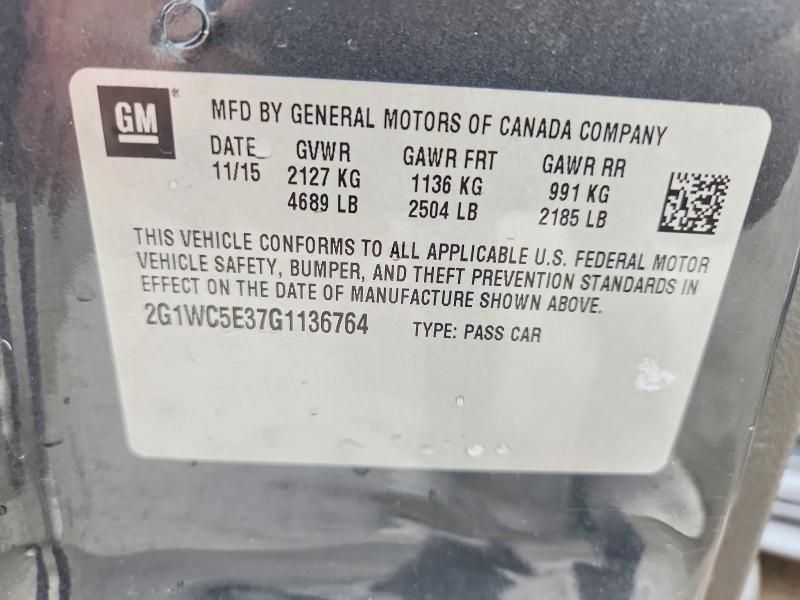 GM®
MFD BY GENERAL MOTORS OF CANADA COMPANY
DATE GVWR GAWR FRT GAWR RR
11/15 2127 KG 1136 KG 991 KG
4689 LB 2504 LB 2185 LB
THIS VEHICLE CONFORMS TO ALL APPLICABLE U.S. FEDERAL MOTOR
VEHICLE SAFETY, BUMPER, AND THEFT PREVENTION STANDARDS IN
EFFECT ON THE DATE OF MANUFACTURE SHOWN ABOVE.
2G1WC5E37G1136764 TYPE: PASS CAR